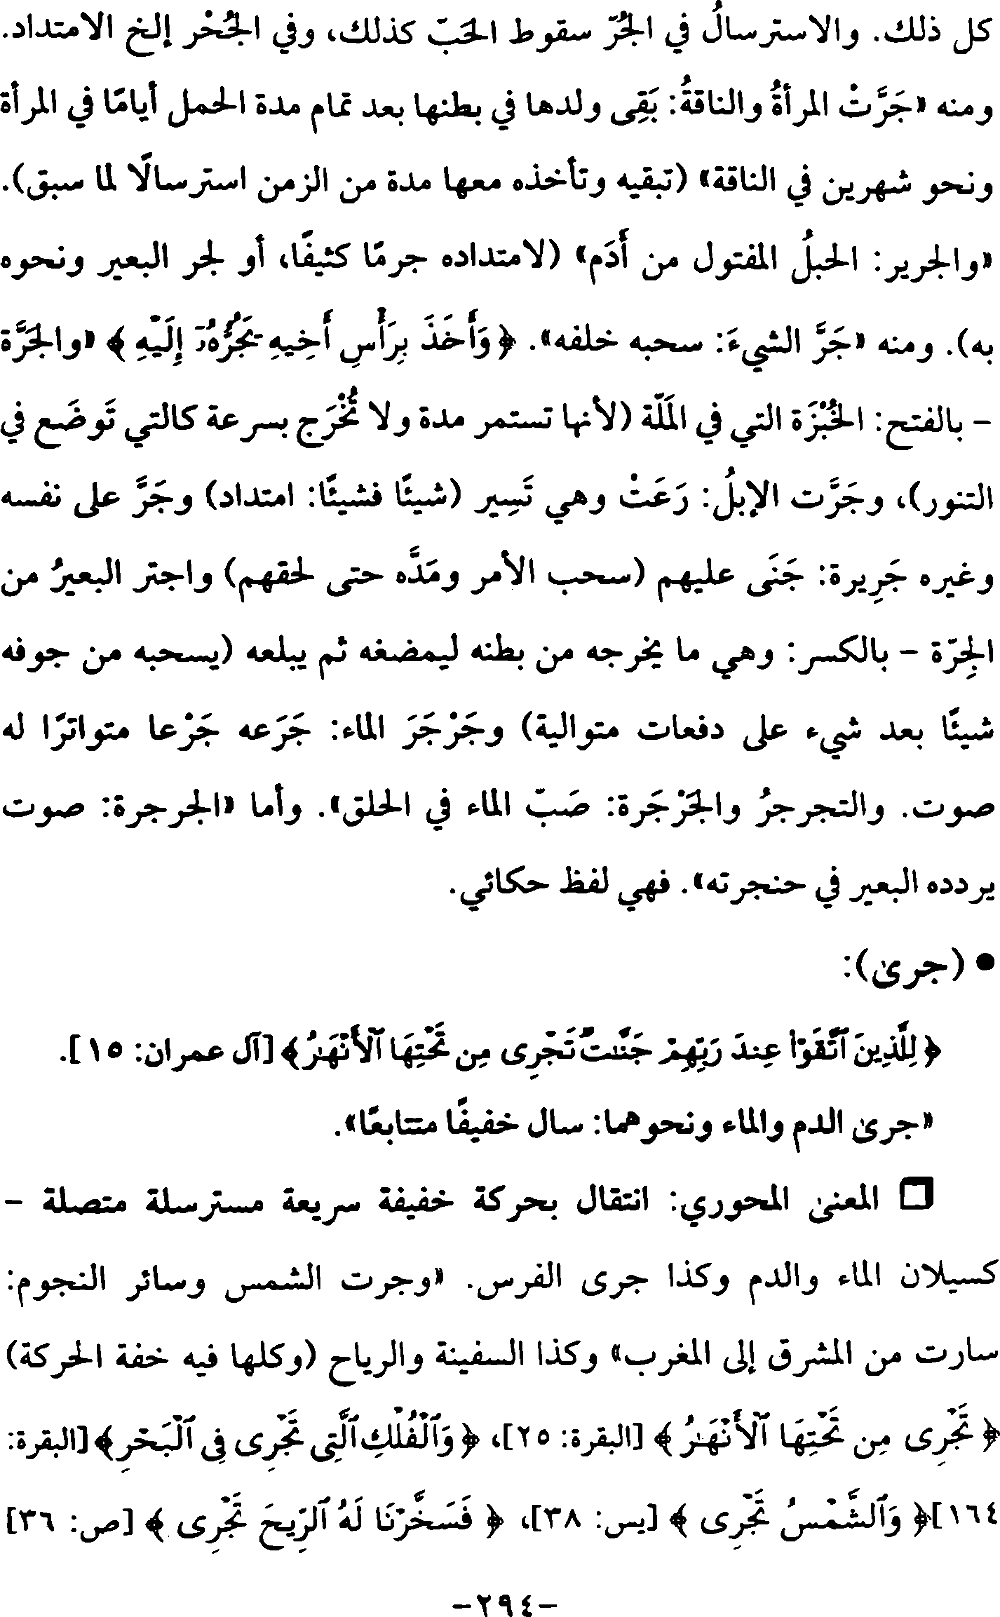 كل ذلك. والاسترسالُ في الجُرّ سقوط الحَبّ كذلك، وفي الجُحْر إلخ الامتداد.
ومنه «جَرَّتْ المرأةُ والناقةُ: بَقِى ولدها في بطنها بعد تمام مدة الحمل أيامًا في المرأة
ونحو شهرين في الناقة» (تبقيه وتأخذه معها مدة من الزمن استرسالًا لما سبق).
«والجرير: الحبلُ المفتول من أَدَم» (لامتداده جرمًا كثيفًا، أو لجر البعير ونحوه
به). ومنه «جَرَّ الشيءَ: سحبه خلفه». ﴿ وَأَخَذَ بِرَأْسِ أَخِيهِ يَجُرُّهُۥٓ إِلَيْهِ ﴾ «والجَرَّة
– بالفتح: الخُبْزَة التي في المَلّة (لأنها تستمر مدة ولا تُخْرَج بسرعة كالتي تَوضَع في
التنور)، وجَرَّت الإبلُ: رَعَتْ وهي تَسِير (شيئًا فشيئًا: امتداد) وجَرَّ على نفسه
وغيره جَرِيرة: جَنَى عليهم (سحب الأمر ومَدَّه حتى لحقهم) واجتر البعيرُ من
الجِرّة – بالكسر: وهي ما يخرجه من بطنه ليمضغه ثم يبلعه (يسحبه من جوفه
شيئًا بعد شيء على دفعات متوالية) وجَرْجَرَ الماء: جَرَعه جَرْعا متواترًا له
صوت. والتجرجرُ والجَرْجَرة: صَبّ الماء في الحلق». وأما «الجرجرة: صوت
يردده البعير في حنجرته». فهي لفظ حكائي.
• (جرىٰ):
﴿ لِلَّذِينَ ٱتَّقَوْا۟ عِندَ رَبِّهِمْ جَنَّـٰتٌ تَجْرِى مِن تَحْتِهَا ٱلْأَنْهَـٰرُ ﴾ [آل عمران: ١٥].
«جرىٰ الدم والماء ونحوهما: سال خفيفًا متتابعًا».
❒ المعنىٰ المحوري: انتقال بحركة خفيفة سريعة مسترسلة متصلة –
كسيلان الماء والدم وكذا جرى الفرس. «وجرت الشمس وسائر النجوم:
سارت من المشرق إلى المغرب» وكذا السفينة والرياح (وكلها فيه خفة الحركة)
﴿ تَجْرِى مِن تَحْتِهَا ٱلْأَنْهَـٰرُ ﴾ [البقرة: ٢٥]، ﴿ وَٱلْفُلْكِ ٱلَّتِى تَجْرِى فِى ٱلْبَحْرِ ﴾ [البقرة:
١٦٤] ﴿ وَٱلشَّمْسُ تَجْرِى ﴾ [يس: ٣٨]، ﴿ فَسَخَّرْنَا لَهُ ٱلرِّيحَ تَجْرِى ﴾ [ص: ٣٦]
-٢٩٤-